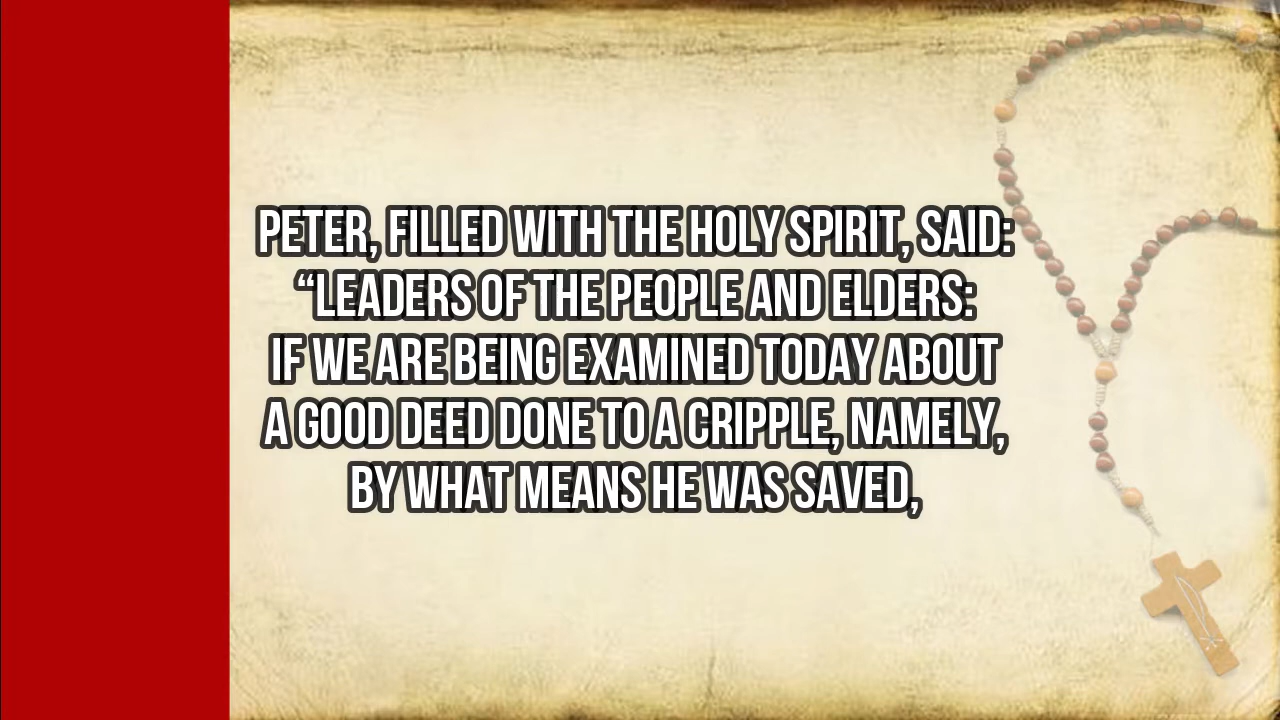 PETER, FILLED WITH THE HOLY SPIRIT, SAID:
“LEADERS OF THE PEOPLE AND ELDERS:
IF WE ARE BEING EXAMINED TODAY ABOUT
A GOOD DEED DONE TO A CRIPPLE, NAMELY,
BY WHAT MEANS HE WAS SAVED,